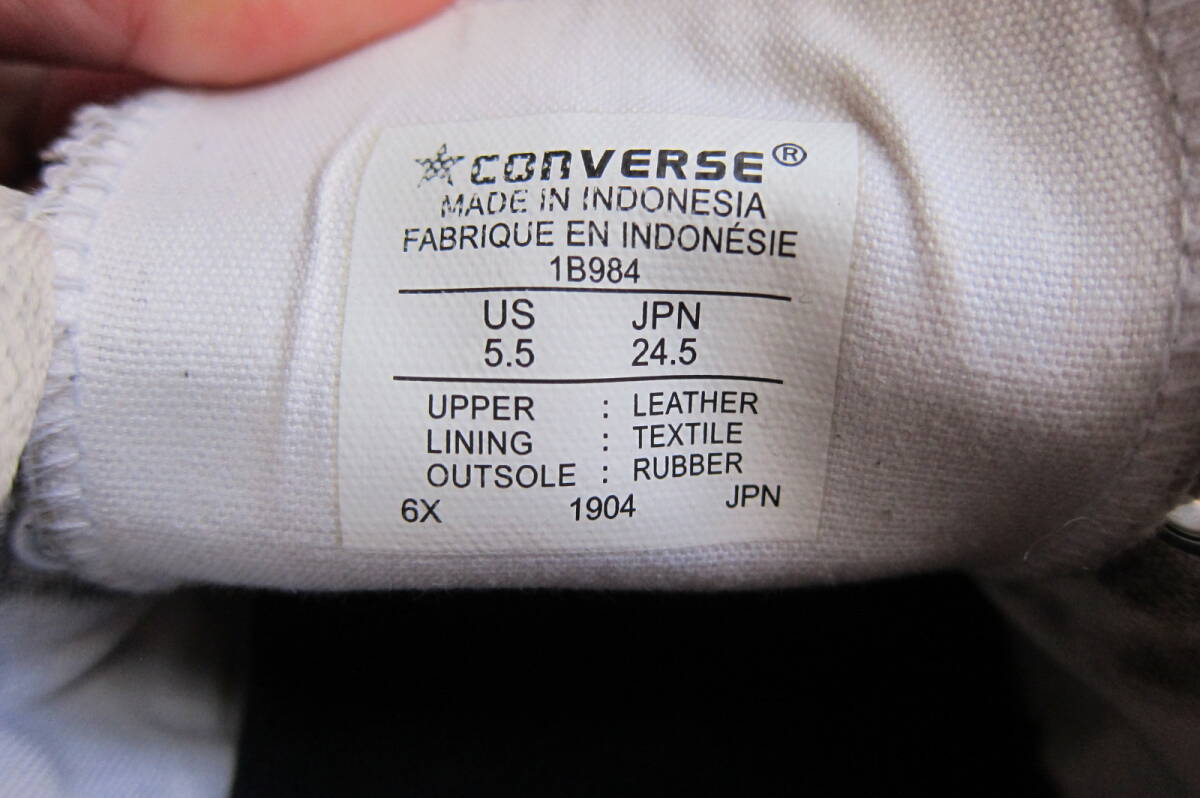 CONVERSE®
MADE IN INDONESIA
FABRIQUE EN INDONÉSIE
1B984
US JPN
5.5 24.5
UPPER : LEATHER
LINING : TEXTILE
OUTSOLE : RUBBER
6X 1904 JPN